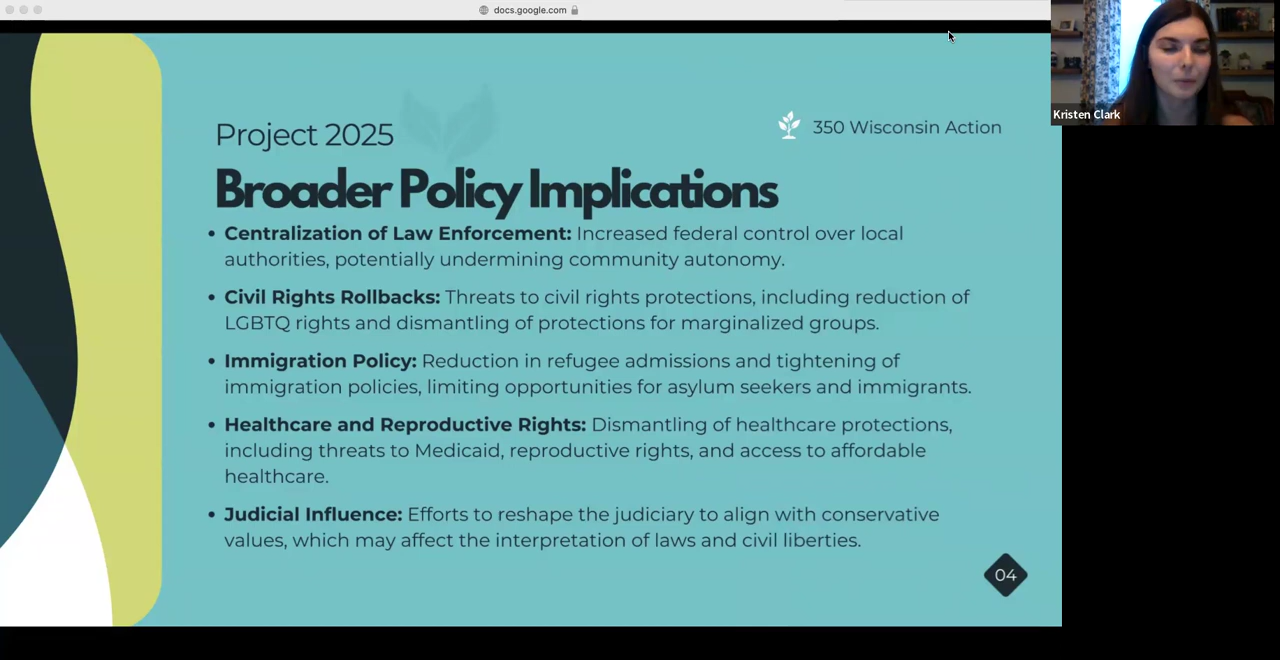 docs.google.com
Project 2025
350 Wisconsin Action
Kristen Clark
Broader Policy Implications
• Centralization of Law Enforcement: Increased federal control over local
authorities, potentially undermining community autonomy.
• Civil Rights Rollbacks: Threats to civil rights protections, including reduction of
LGBTQ rights and dismantling of protections for marginalized groups.
• Immigration Policy: Reduction in refugee admissions and tightening of
immigration policies, limiting opportunities for asylum seekers and immigrants.
• Healthcare and Reproductive Rights: Dismantling of healthcare protections,
including threats to Medicaid, reproductive rights, and access to affordable
healthcare.
• Judicial Influence: Efforts to reshape the judiciary to align with conservative
values, which may affect the interpretation of laws and civil liberties.
04